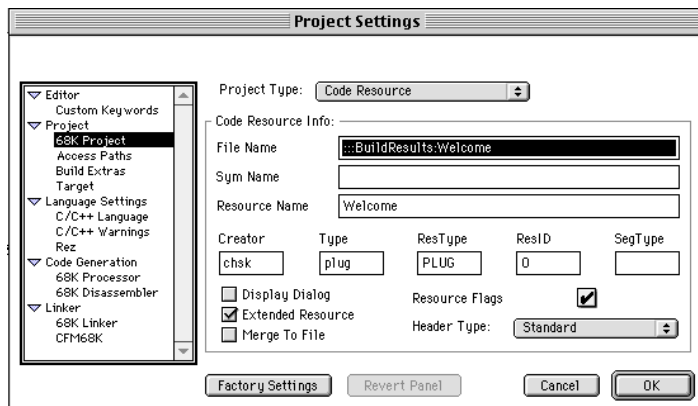 Project Settings
Project Type: Code Resource
Editor
Custom Keywords
Project
68K Project
Access Paths
Build Extras
Target
Language Settings
C/C++ Language
C/C++ Warnings
Rez
Code Generation
68K Processor
68K Disassembler
Linker
68K Linker
CFM68K
Code Resource Info:
File Name :::BuildResults:Welcome
Sym Name
Resource Name Welcome
Creator Type ResType ResID SegType
chsk plug PLUG 0
Display Dialog Resource Flags
Extended Resource
Merge To File Header Type: Standard
Factory Settings Revert Panel Cancel OK